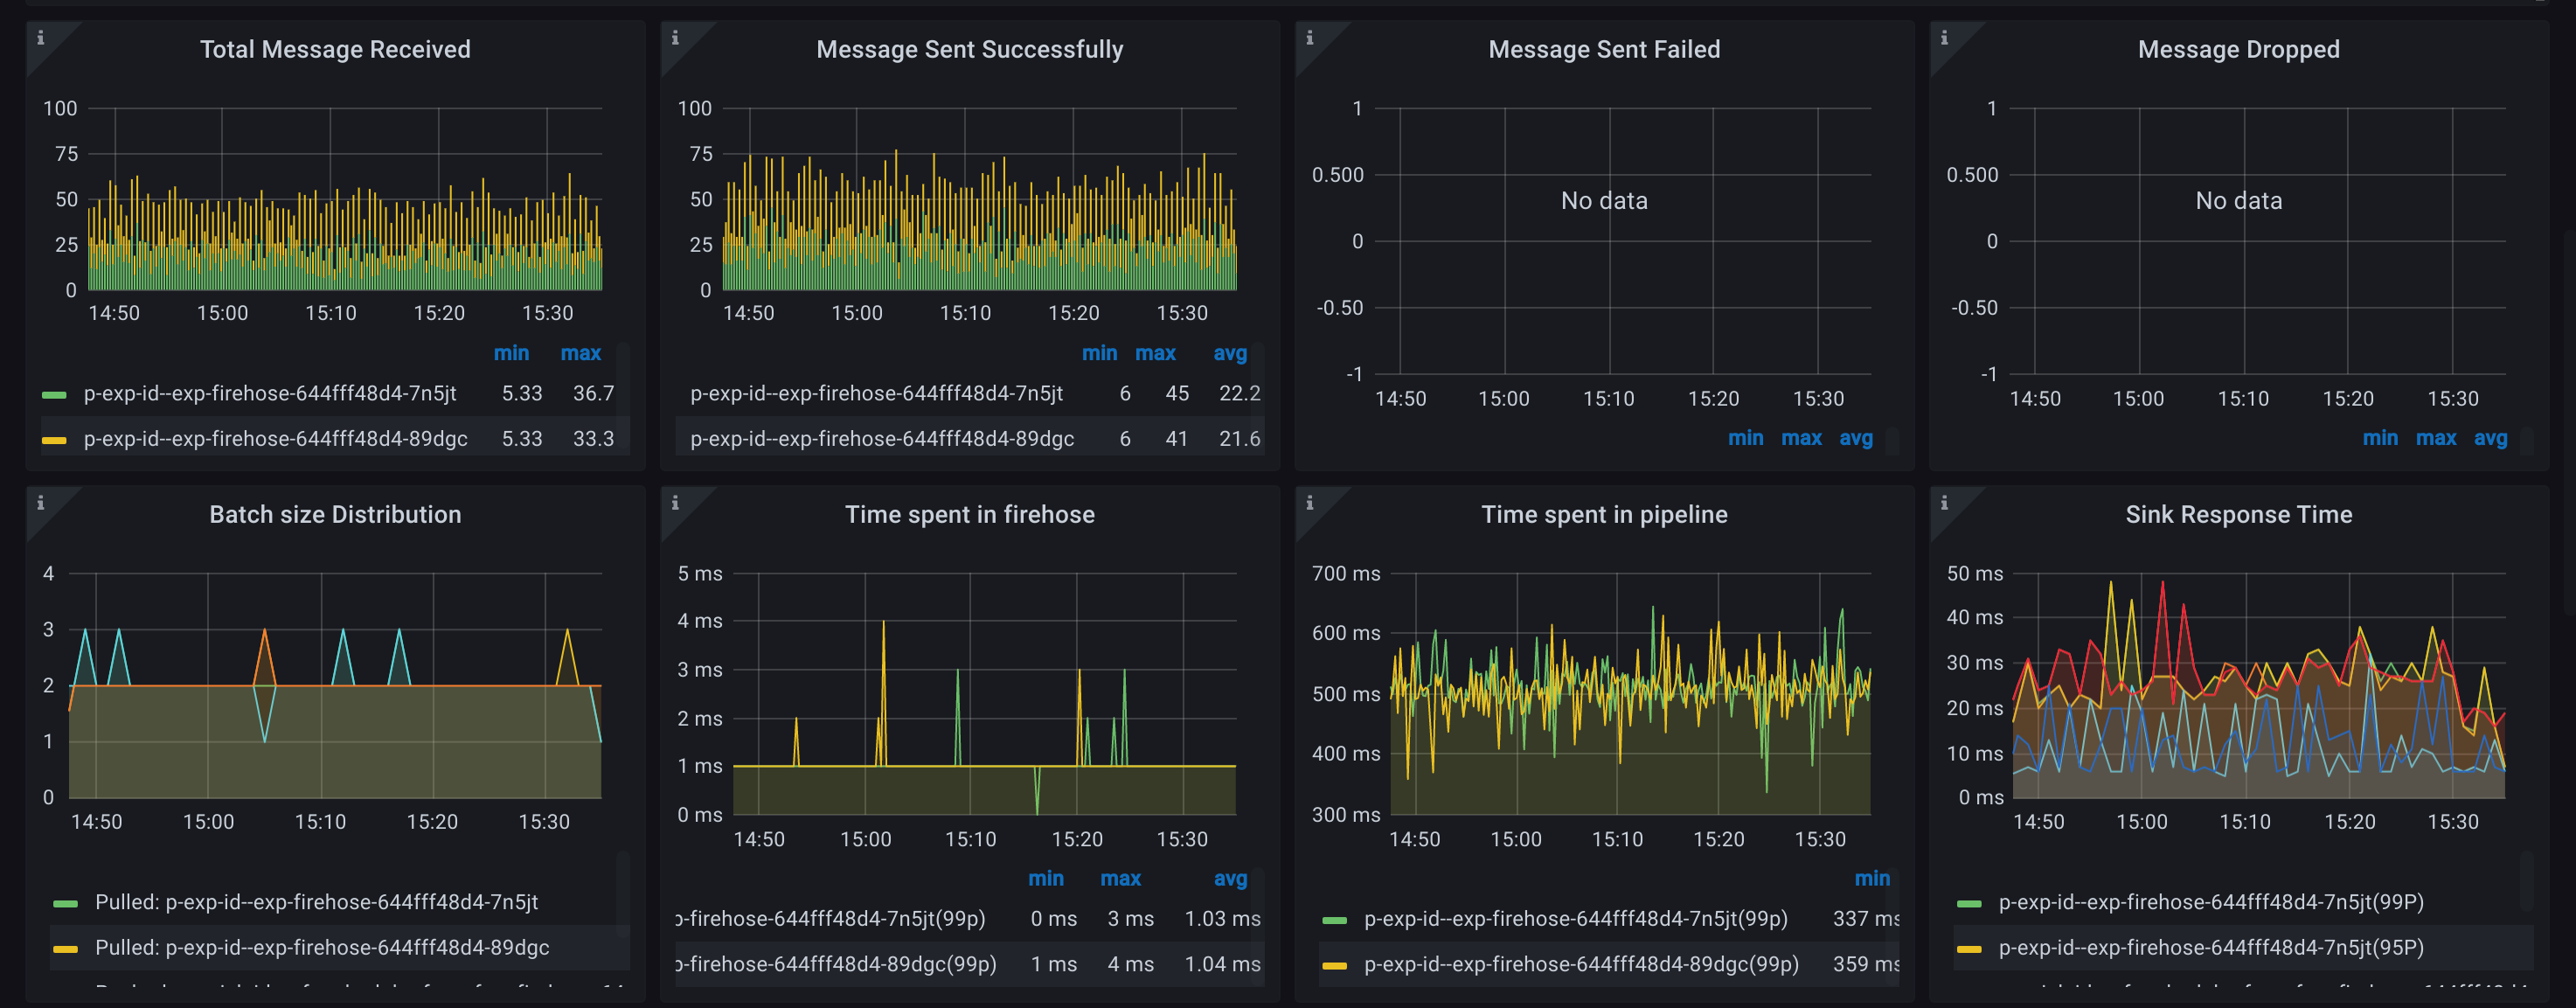 Total Message Received
100
75
50
25
0
14:50 15:00 15:10 15:20 15:30
min max
p-exp-id--exp-firehose-644fff48d4-7n5jt 5.33 36.7
p-exp-id--exp-firehose-644fff48d4-89dgc 5.33 33.3
Message Sent Successfully
100
75
50
25
0
14:50 15:00 15:10 15:20 15:30
min max avg
p-exp-id--exp-firehose-644fff48d4-7n5jt 6 45 22.2
p-exp-id--exp-firehose-644fff48d4-89dgc 6 41 21.6
Message Sent Failed
1
0.500
No data
0
-0.50
-1
14:50 15:00 15:10 15:20 15:30
min max avg
Message Dropped
1
0.500
No data
0
-0.50
-1
14:50 15:00 15:10 15:20 15:30
min max avg
Batch size Distribution
4
3
2
1
0
14:50 15:00 15:10 15:20 15:30
Pulled: p-exp-id--exp-firehose-644fff48d4-7n5jt
Pulled: p-exp-id--exp-firehose-644fff48d4-89dgc
Time spent in firehose
5 ms
4 ms
3 ms
2 ms
1 ms
0 ms
14:50 15:00 15:10 15:20 15:30
min max avg
p-firehose-644fff48d4-7n5jt(99p) 0 ms 3 ms 1.03 ms
p-firehose-644fff48d4-89dgc(99p) 1 ms 4 ms 1.04 ms
Time spent in pipeline
700 ms
600 ms
500 ms
400 ms
300 ms
14:50 15:00 15:10 15:20 15:30
min
p-exp-id--exp-firehose-644fff48d4-7n5jt(99p) 337 ms
p-exp-id--exp-firehose-644fff48d4-89dgc(99p) 359 ms
Sink Response Time
50 ms
40 ms
30 ms
20 ms
10 ms
0 ms
14:50 15:00 15:10 15:20 15:30
p-exp-id--exp-firehose-644fff48d4-7n5jt(99P)
p-exp-id--exp-firehose-644fff48d4-7n5jt(95P)